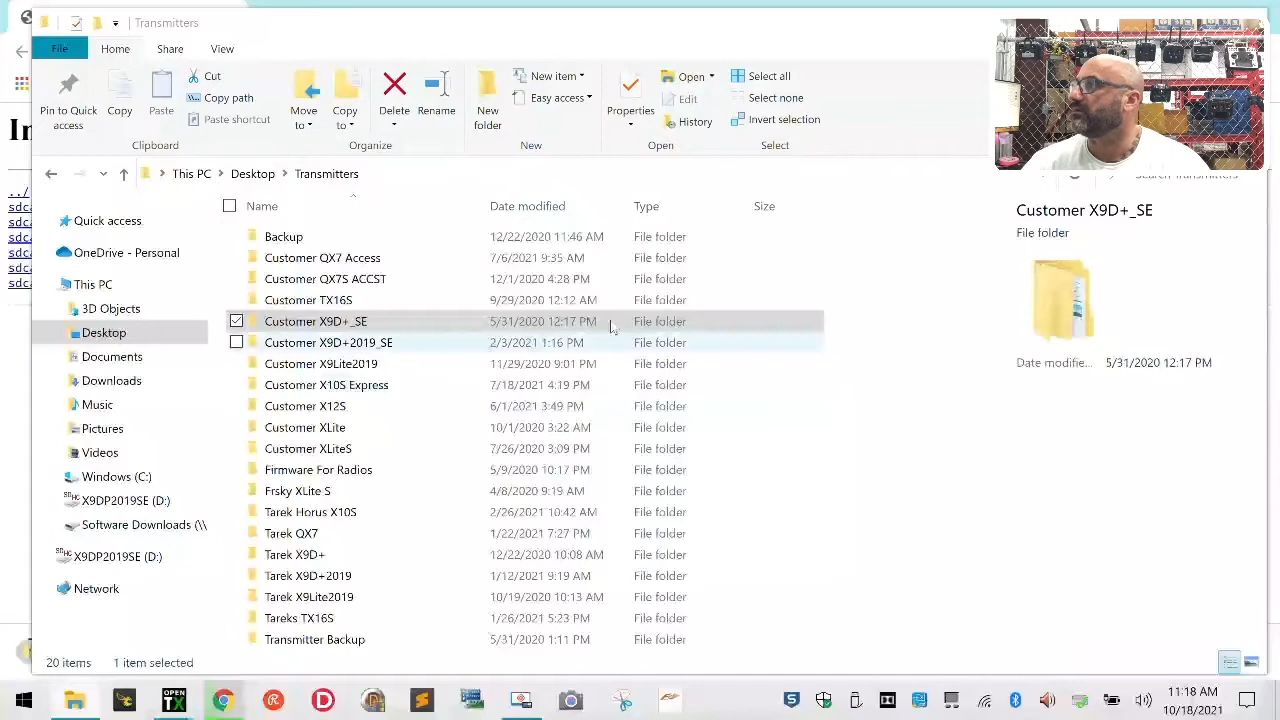 Transmitters
File Home Share View
Pin to Quick access
Copy
Paste
Cut
Copy path
Paste shortcut
Clipboard
Move to
Copy to
Delete
Rename
Organize
New folder
New item
Easy access
New
Properties
Open
Edit
History
Open
Select all
Select none
Invert selection
Select
This PC > Desktop > Transmitters
Search Transmitters
In
../
sdca
sdca
sdca
sdca
sdca
Quick access
OneDrive - Personal
This PC
3D Objects
Desktop
Documents
Downloads
Music
Pictures
Videos
Windows (C:)
X9DP2019SE (D:)
Software Downloads (\\
X9DP2019SE (D:)
Network
Name Date modified Type Size
Backup 12/22/2020 11:46 AM File folder
Customer QX7 Access 7/6/2021 9:35 AM File folder
Customer QX7S ACCST 12/1/2020 4:28 PM File folder
Customer TX16S 9/29/2020 12:12 AM File folder
Customer X9D+_SE 5/31/2020 12:17 PM File folder
Customer X9D+2019_SE 2/3/2021 1:16 PM File folder
Customer X9Lite2019 11/29/2020 9:01 PM File folder
Customer X10S Express 7/18/2021 4:19 PM File folder
Customer X12S 6/1/2021 3:49 PM File folder
Customer XLite 10/1/2020 3:22 AM File folder
Customer XLiteS 7/26/2020 3:09 PM File folder
Firmware For Radios 5/9/2020 10:17 PM File folder
Frsky XLite S 4/8/2020 9:19 AM File folder
Tarek Horus X10S 2/26/2021 10:42 AM File folder
Tarek QX7 1/22/2021 7:27 PM File folder
Tarek X9D+ 12/22/2020 10:08 AM File folder
Tarek X9D+2019 1/12/2021 9:19 AM File folder
Tarek X9Lite2019 10/19/2020 10:13 AM File folder
Tareks TX16S 1/26/2021 5:23 PM File folder
Transmitter Backup 5/31/2020 1:11 PM File folder
Customer X9D+_SE
File folder
Date modifie... 5/31/2020 12:17 PM
20 items 1 item selected
OPEN
TX
11:18 AM
10/18/2021